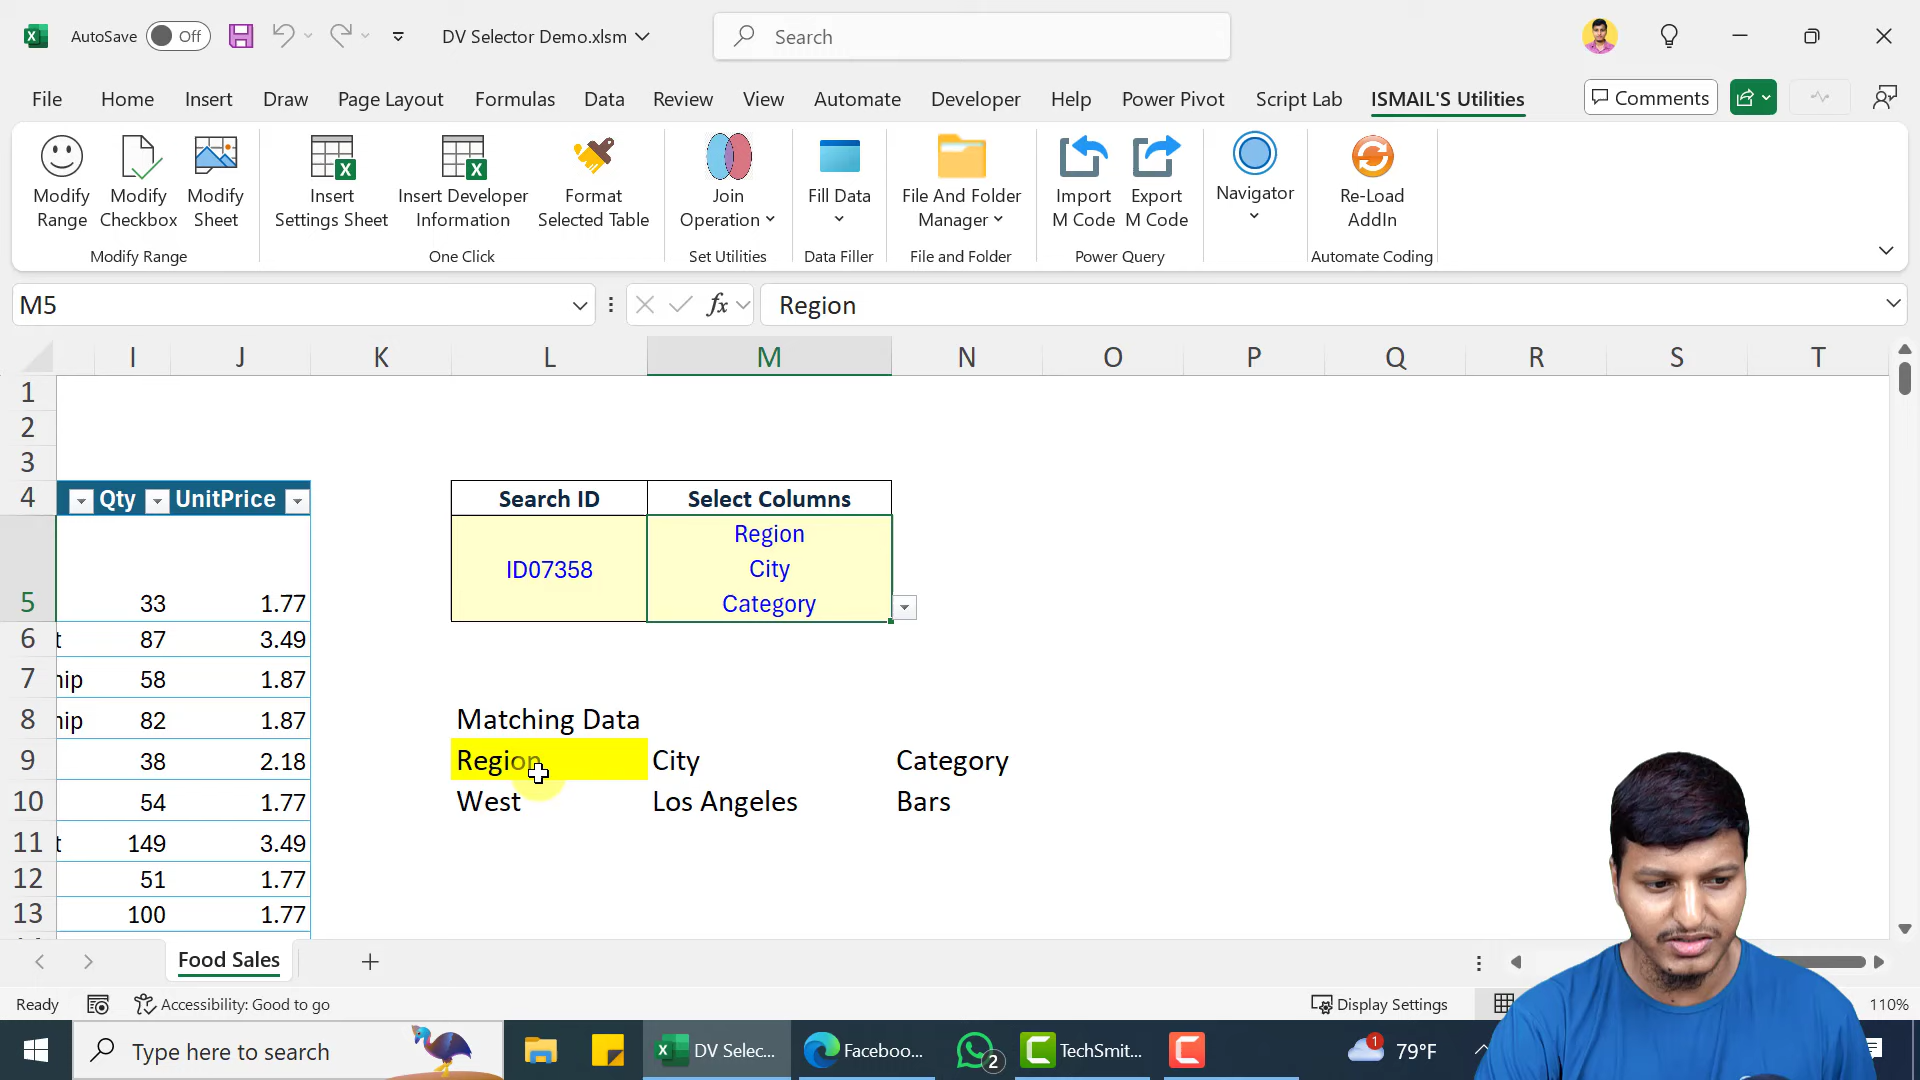 AutoSave Off DV Selector Demo.xlsm Search
File Home Insert Draw Page Layout Formulas Data Review View Automate Developer Help Power Pivot Script Lab ISMAIL'S Utilities Comments
Modify Range Modify Checkbox Modify Sheet Insert Settings Sheet Insert Developer Information Format Selected Table Join Operation Fill Data File And Folder Manager Import M Code Export M Code Navigator Re-Load AddIn
Modify Range One Click Set Utilities Data Filler File and Folder Power Query Automate Coding
M5 fx Region
I J K L M N O P Q R S T
1
2
3
4 Qty UnitPrice Search ID Select Columns
Region
ID07358 City
5 33 1.77 Category
6 t 87 3.49
7 hip 58 1.87
8 hip 82 1.87 Matching Data
9 38 2.18 Region City Category
10 54 1.77 West Los Angeles Bars
11 t 149 3.49
12 51 1.77
13 100 1.77
Food Sales
Ready Accessibility: Good to go Display Settings 110%
Type here to search DV Selec... Faceboo... 2 TechSmit... 1 79°F